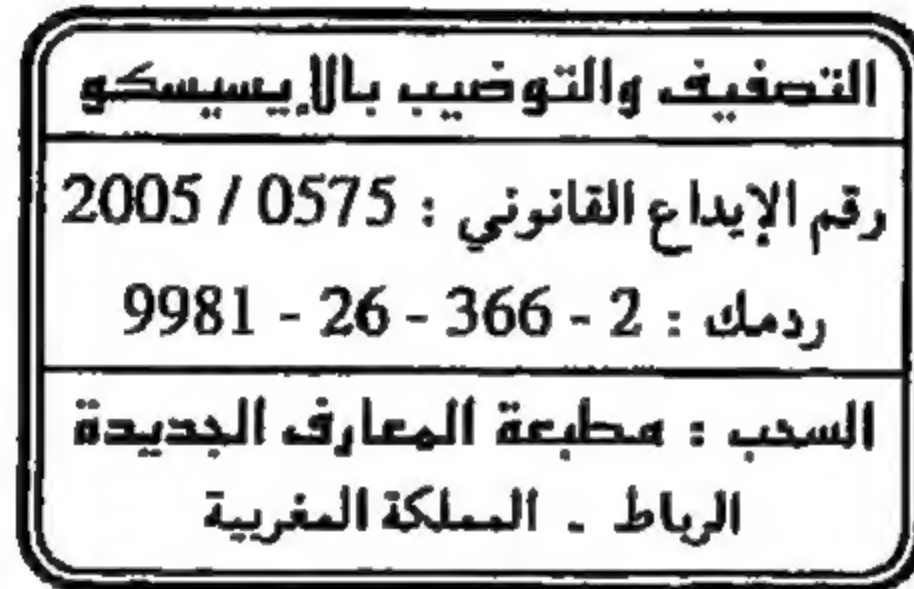 التصفيف والتوضيب بالإيسيسكو
رقم الإيداع القانوني : 0575 / 2005
ردمك : 2 - 366 - 26 - 9981
السحب : مطبعة المعارف الجديدة
الرباط ـ المملكة المغربية